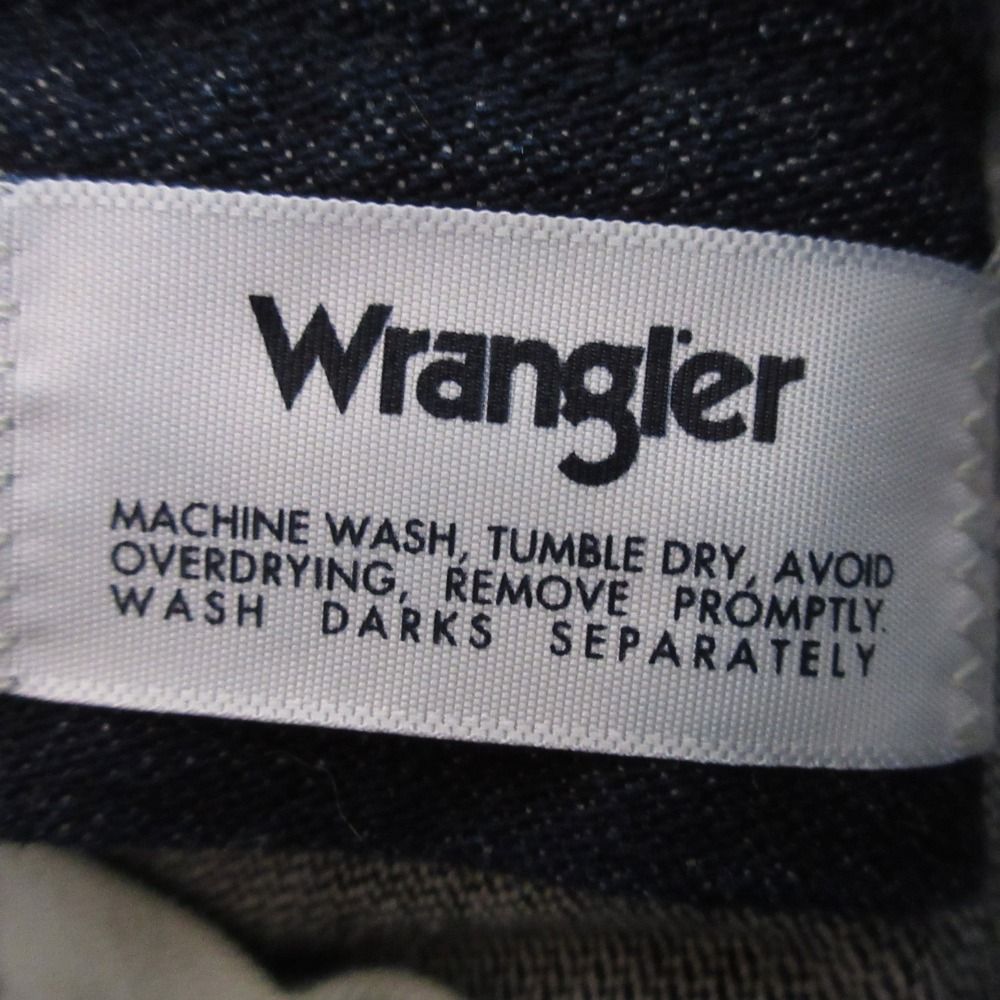 Wrangler
MACHINE WASH, TUMBLE DRY, AVOID
OVERDRYING, REMOVE PROMPTLY.
WASH DARKS SEPARATELY